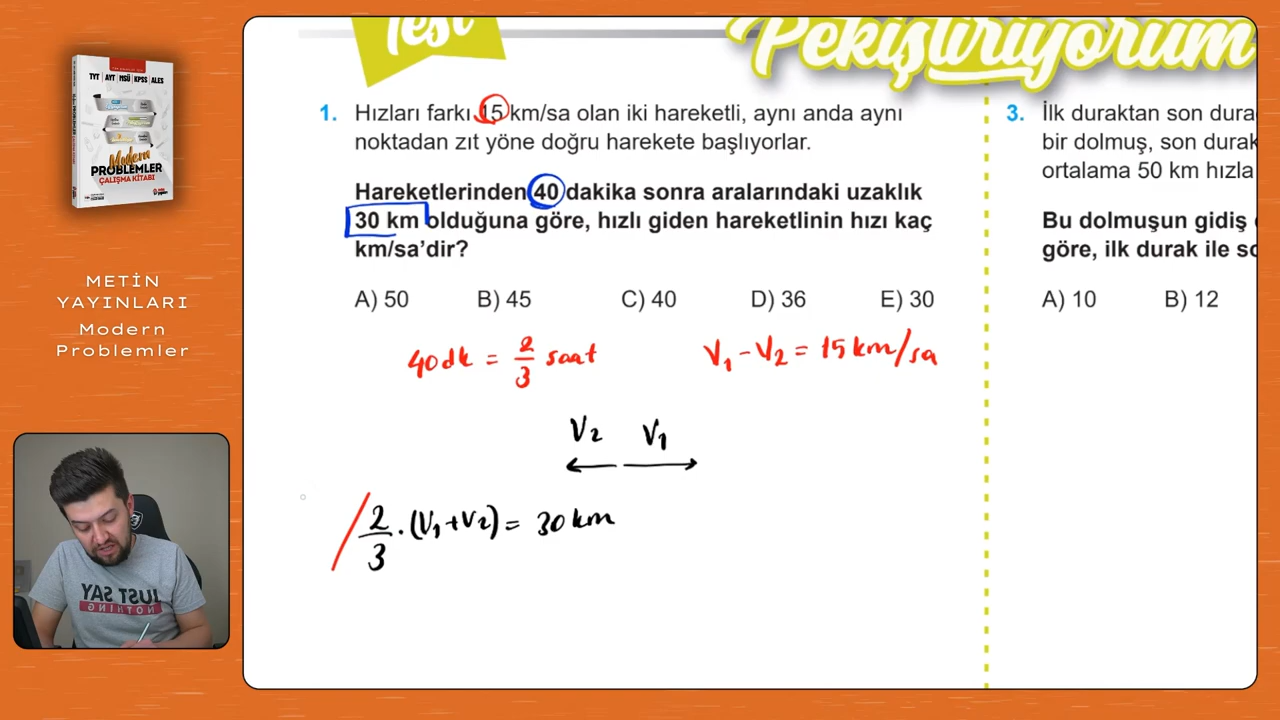 Test
Pekiştiriyorum
1. Hızları farkı 15 km/sa olan iki hareketli, aynı anda aynı
noktadan zıt yöne doğru harekete başlıyorlar.
Hareketlerinden 40 dakika sonra aralarındaki uzaklık
30 km olduğuna göre, hızlı giden hareketlinin hızı kaç
km/sa'dir?
A) 50 B) 45 C) 40 D) 36 E) 30
40dk = 2/3 saat
V₁ - V₂ = 15 km/sa
V₂ V₁
2/3 . (V₁ + V₂) = 30 km
3. İlk duraktan son dura
bir dolmuş, son durak
ortalama 50 km hızla
Bu dolmuşun gidiş
göre, ilk durak ile so
A) 10 B) 12
TYT | AYT | MSÜ | KPSS | ALES
Modern
PROBLEMLER
ÇALIŞMA KİTABI
METİN
YAYINLARI
Modern
Problemler
JUST SAY
NOTHING